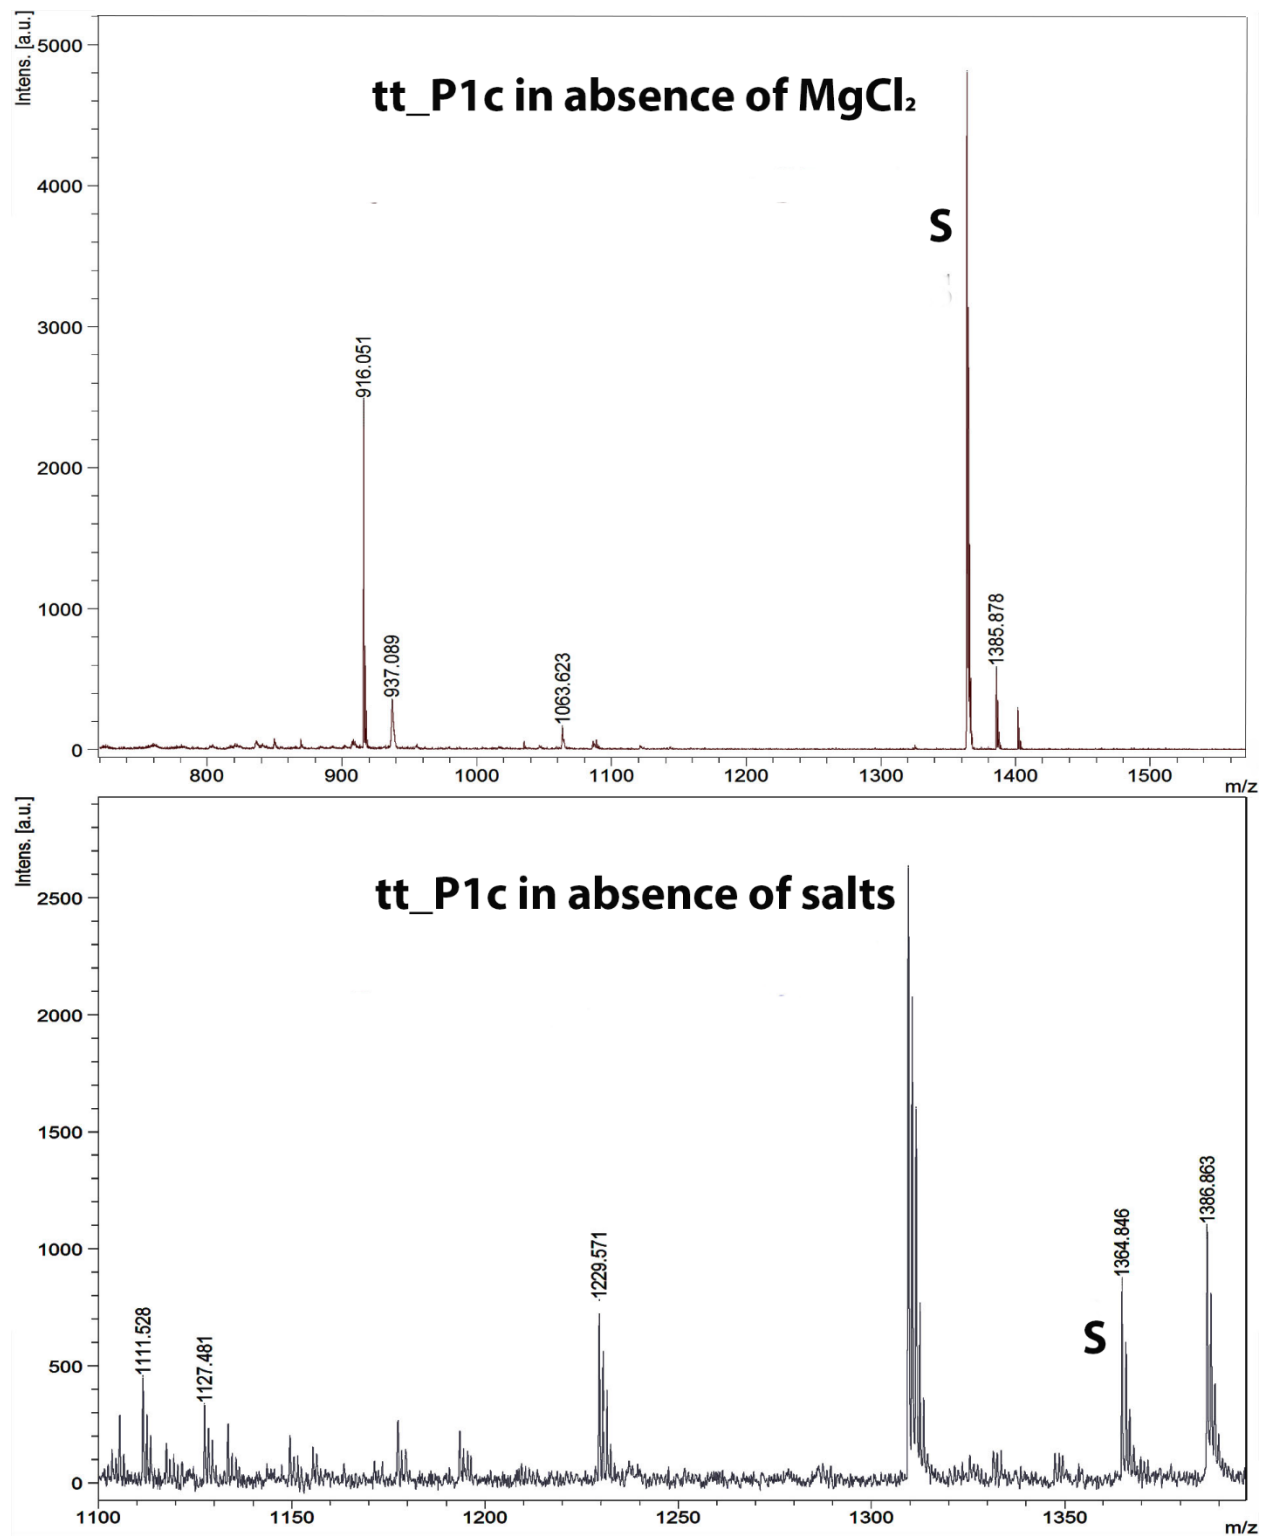 Intens. [a.u.]
tt_P1c in absence of MgCl₂
5000
4000
3000
2000
1000
0
S
916.051
937.089
1063.623
1385.878
800 900 1000 1100 1200 1300 1400 1500
m/z
Intens. [a.u.]
tt_P1c in absence of salts
2500
2000
1500
1000
500
0
1111.528
1127.481
1229.571
S
1364.846
1386.863
1100 1150 1200 1250 1300 1350
m/z